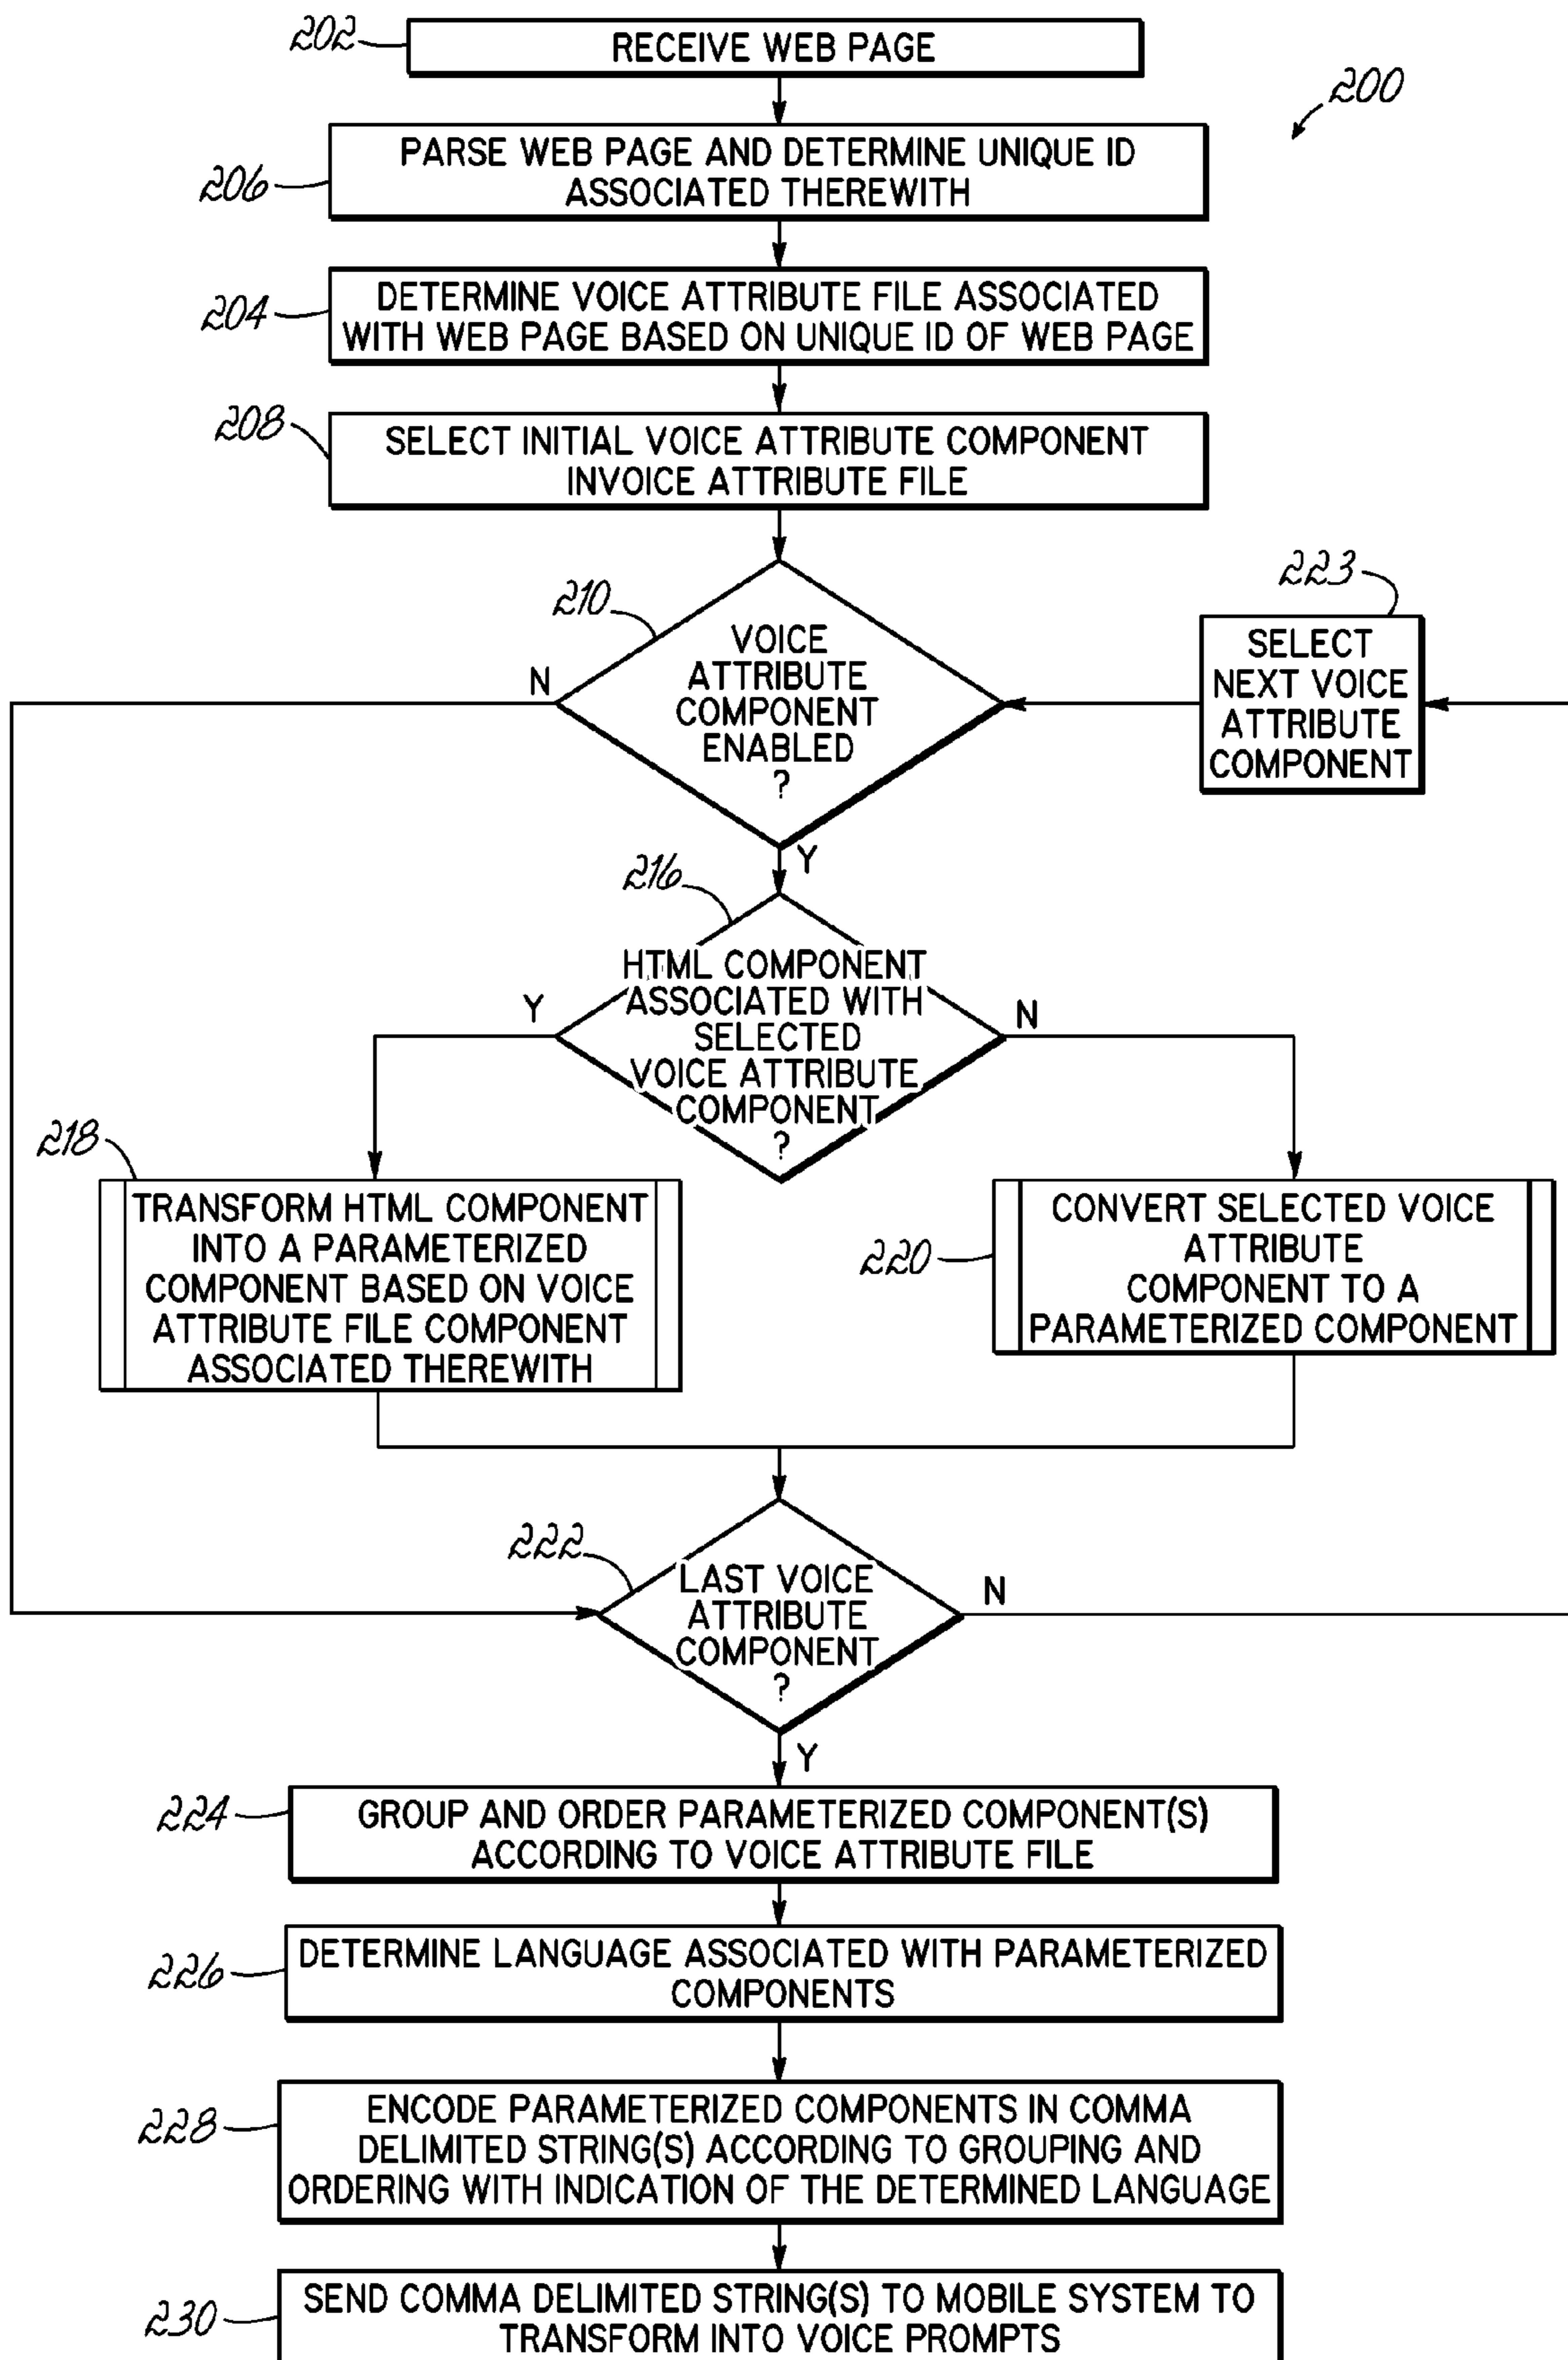 202
RECEIVE WEB PAGE
200
206
PARSE WEB PAGE AND DETERMINE UNIQUE ID
ASSOCIATED THEREWITH
204
DETERMINE VOICE ATTRIBUTE FILE ASSOCIATED
WITH WEB PAGE BASED ON UNIQUE ID OF WEB PAGE
208
SELECT INITIAL VOICE ATTRIBUTE COMPONENT
INVOICE ATTRIBUTE FILE
210
VOICE
ATTRIBUTE
COMPONENT
ENABLED
?
N
Y
223
SELECT
NEXT VOICE
ATTRIBUTE
COMPONENT
216
HTML COMPONENT
ASSOCIATED WITH
SELECTED
VOICE ATTRIBUTE
COMPONENT
?
Y
N
218
TRANSFORM HTML COMPONENT
INTO A PARAMETERIZED
COMPONENT BASED ON VOICE
ATTRIBUTE FILE COMPONENT
ASSOCIATED THEREWITH
220
CONVERT SELECTED VOICE
ATTRIBUTE
COMPONENT TO A
PARAMETERIZED COMPONENT
222
LAST VOICE
ATTRIBUTE
COMPONENT
?
N
Y
224
GROUP AND ORDER PARAMETERIZED COMPONENT(S)
ACCORDING TO VOICE ATTRIBUTE FILE
226
DETERMINE LANGUAGE ASSOCIATED WITH PARAMETERIZED
COMPONENTS
228
ENCODE PARAMETERIZED COMPONENTS IN COMMA
DELIMITED STRING(S) ACCORDING TO GROUPING AND
ORDERING WITH INDICATION OF THE DETERMINED LANGUAGE
230
SEND COMMA DELIMITED STRING(S) TO MOBILE SYSTEM TO
TRANSFORM INTO VOICE PROMPTS